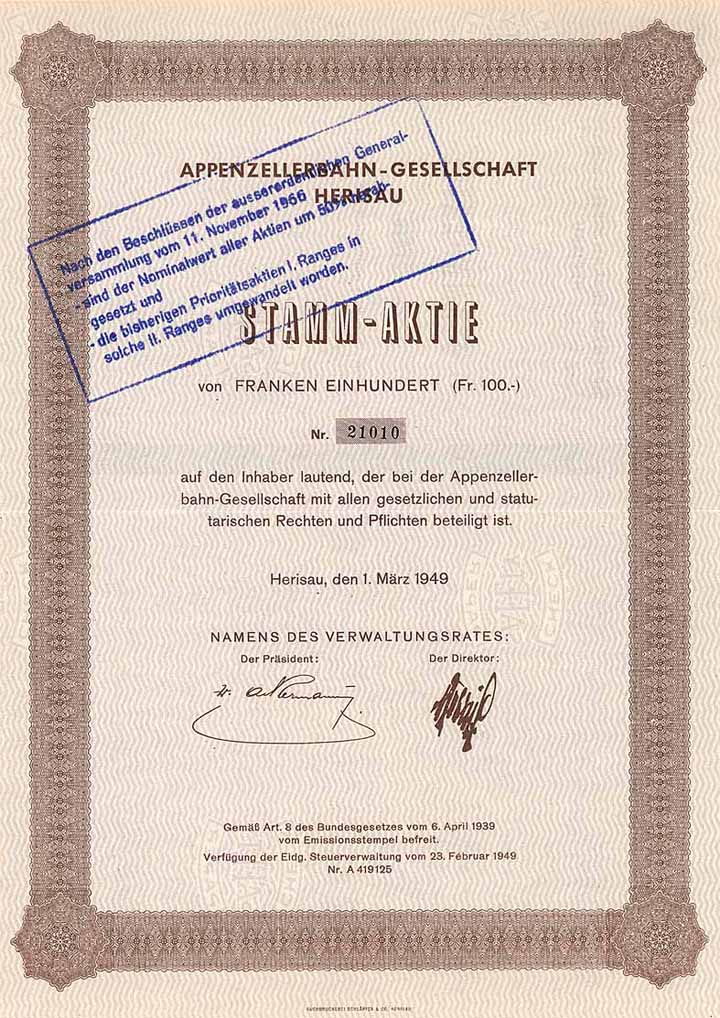 APPENZELLERBAHN-GESELLSCHAFT
HERISAU
Nach den Beschlüssen der ausserordentlichen General-
versammlung vom 11. November 1966
- sind der Nominalwert aller Aktien um 50% herab-
gesetzt und
- die bisherigen Prioritätsaktien I. Ranges in
solche II. Ranges umgewandelt worden.
STAMM-AKTIE
von FRANKEN EINHUNDERT (Fr. 100.-)
Nr. 21010
auf den Inhaber lautend, der bei der Appenzeller-
bahn-Gesellschaft mit allen gesetzlichen und statu-
tarischen Rechten und Pflichten beteiligt ist.
Herisau, den 1. März 1949
NAMENS DES VERWALTUNGSRATES:
Der Präsident: Der Direktor:
Gemäß Art. 8 des Bundesgesetzes vom 6. April 1939
vom Emissionsstempel befreit.
Verfügung der Eidg. Steuerverwaltung vom 23. Februar 1949
Nr. A 419125
BUCHDRUCKEREI SCHLÄPFER & CO. HERISAU